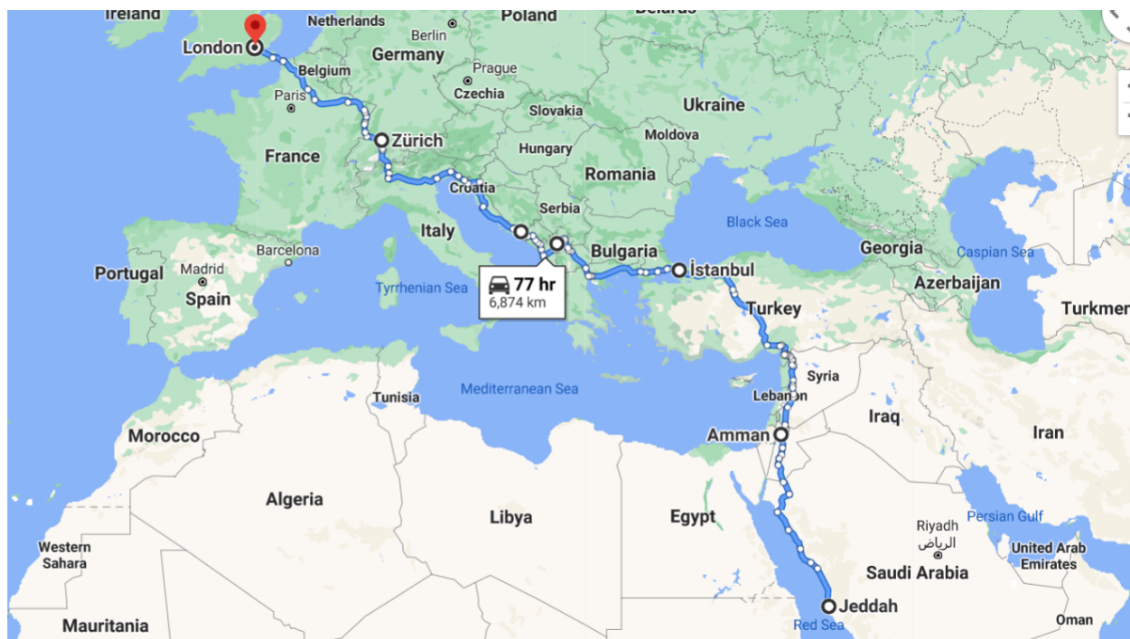 Ireland
Netherlands
Poland
Belarus
Berlin
London
Germany
Belgium
Prague
Czechia
Paris
Slovakia
Ukraine
Zürich
Moldova
France
Hungary
Romania
Croatia
Serbia
Italy
Black Sea
Bulgaria
Georgia
Caspian Sea
Barcelona
Portugal
Madrid
Spain
İstanbul
Azerbaijan
77 hr
6,874 km
Tyrrhenian Sea
Turkey
Turkmen
Mediterranean Sea
Syria
Tunisia
Lebanon
Iraq
Morocco
Amman
Iran
Algeria
Libya
Egypt
Persian Gulf
Riyadh
الرياض
Western
Sahara
United Arab
Emirates
Saudi Arabia
Jeddah
Oman
Mauritania
Red Sea